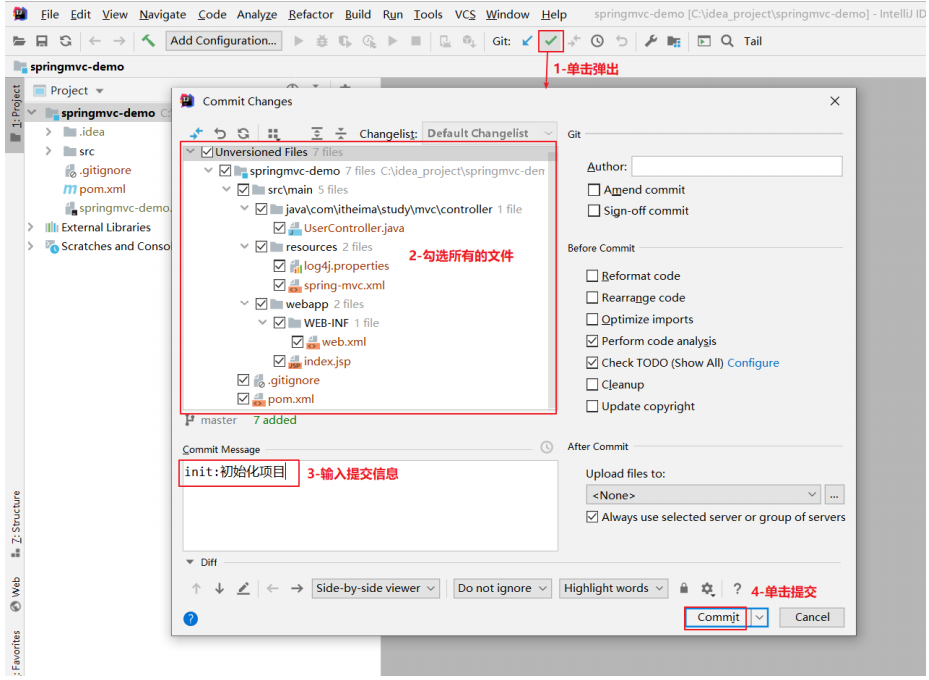 File Edit View Navigate Code Analyze Refactor Build Run Tools VCS Window Help springmvc-demo [C:\idea_project\springmvc-demo] - IntelliJ ID
Add Configuration... Git: Tail
springmvc-demo
1-单击弹出
1: Project
Project
springmvc-demo C:
.idea
src
.gitignore
pom.xml
springmvc-demo.
External Libraries
Scratches and Conso
Commit Changes
Changelist: Default Changelist
Unversioned Files 7 files
springmvc-demo 7 files C:\idea_project\springmvc-dem
src\main 5 files
java\com\itheima\study\mvc\controller 1 file
UserController.java
resources 2 files
2-勾选所有的文件
log4j.properties
spring-mvc.xml
webapp 2 files
WEB-INF 1 file
web.xml
index.jsp
.gitignore
pom.xml
master 7 added
Commit Message
init:初始化项目
3-输入提交信息
Git
Author:
Amend commit
Sign-off commit
Before Commit
Reformat code
Rearrange code
Optimize imports
Perform code analysis
Check TODO (Show All) Configure
Cleanup
Update copyright
After Commit
Upload files to:
<None> ...
Always use selected server or group of servers
Diff
Side-by-side viewer Do not ignore Highlight words ?
4-单击提交
? Commit Cancel
Z: Structure
Web
: Favorites